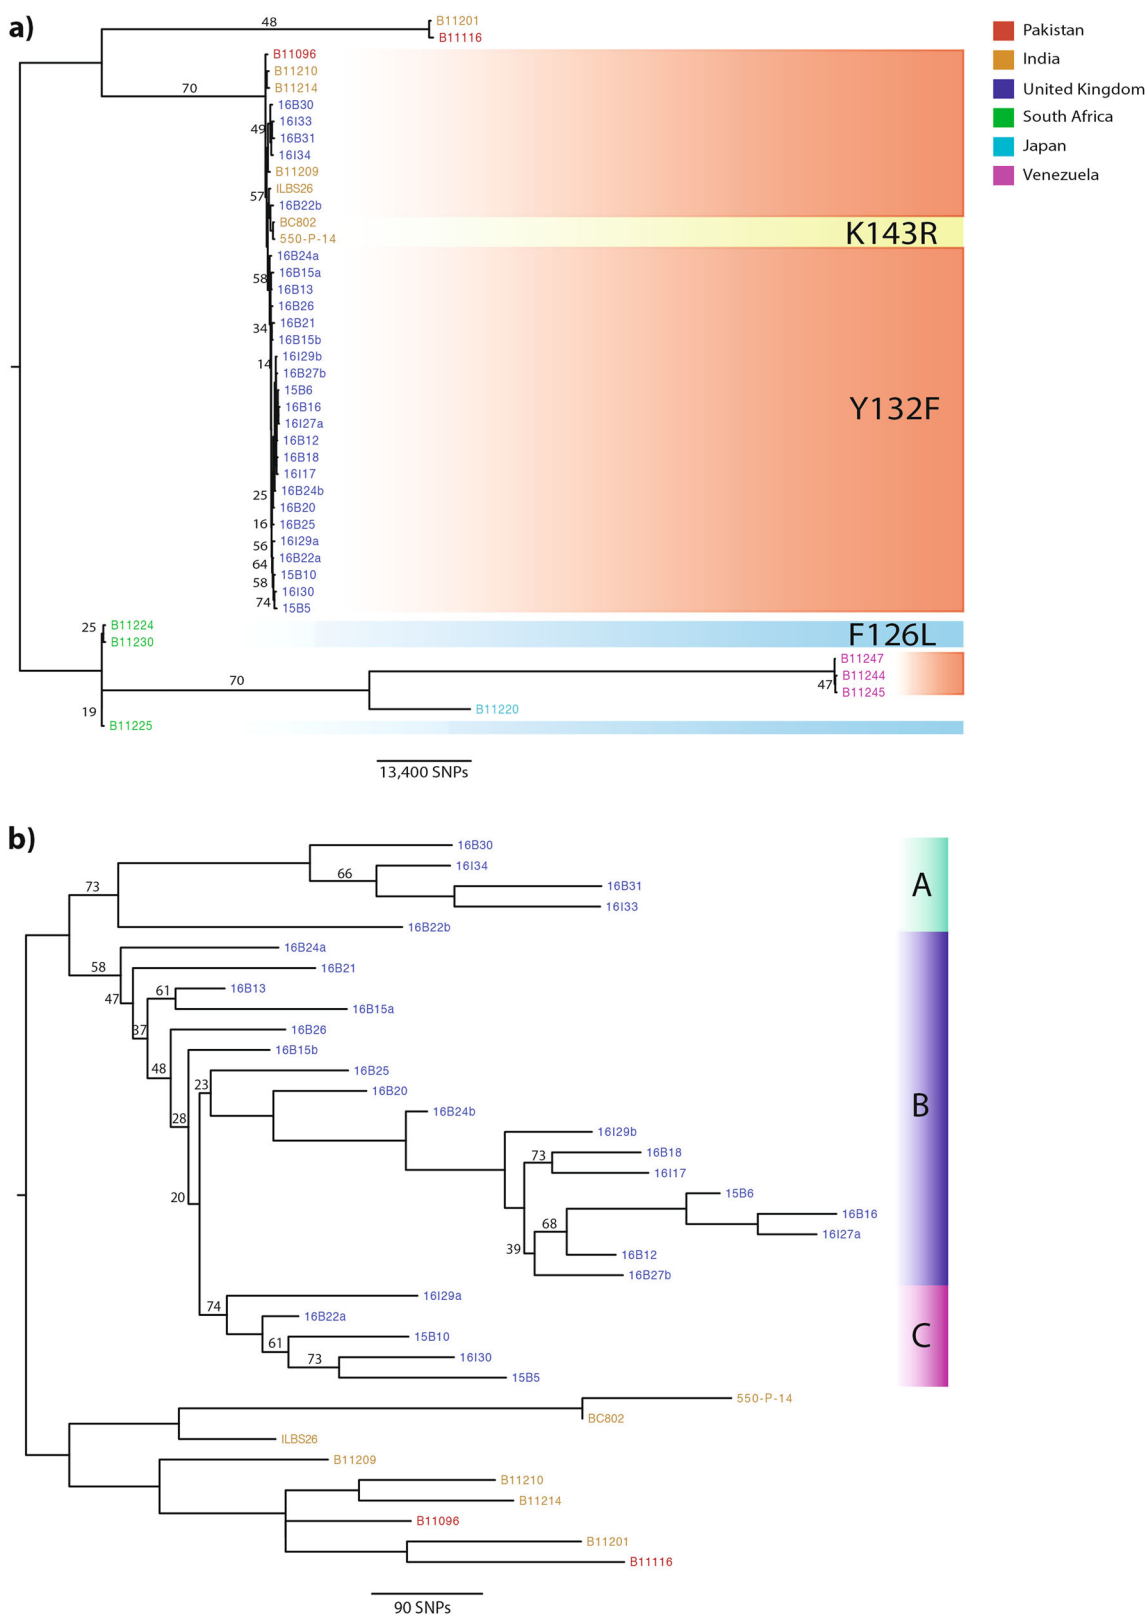 a)
48
B11201
B11116
Pakistan
India
United Kingdom
South Africa
Japan
Venezuela
B11096
B11210
70
B11214
16B30
16I33
49
16B31
16I34
B11209
ILBS26
57
16B22b
BC802
K143R
550-P-14
16B24a
16B15a
58
16B13
16B26
16B21
34
16B15b
16I29b
14
16B27b
15B6
16B16
Y132F
16I27a
16B12
16B18
16I17
16B24b
25
16B20
16B25
16
16I29a
56
16B22a
64
15B10
58
16I30
74
15B5
B11224
25
F126L
B11230
B11247
B11244
70
47
B11245
B11220
19
B11225
13,400 SNPs
b)
16B30
16I34
66
73
16B31
A
16I33
16B22b
16B24a
58
16B21
16B13
61
47
16B15a
16B26
37
16B15b
48
16B25
23
16B20
16B24b
B
28
16I29b
16B18
73
16I17
15B6
20
16B16
68
16I27a
39
16B12
16B27b
16I29a
74
16B22a
C
15B10
61
16I30
73
15B5
550-P-14
BC802
ILBS26
B11209
B11210
B11214
B11096
B11201
B11116
90 SNPs